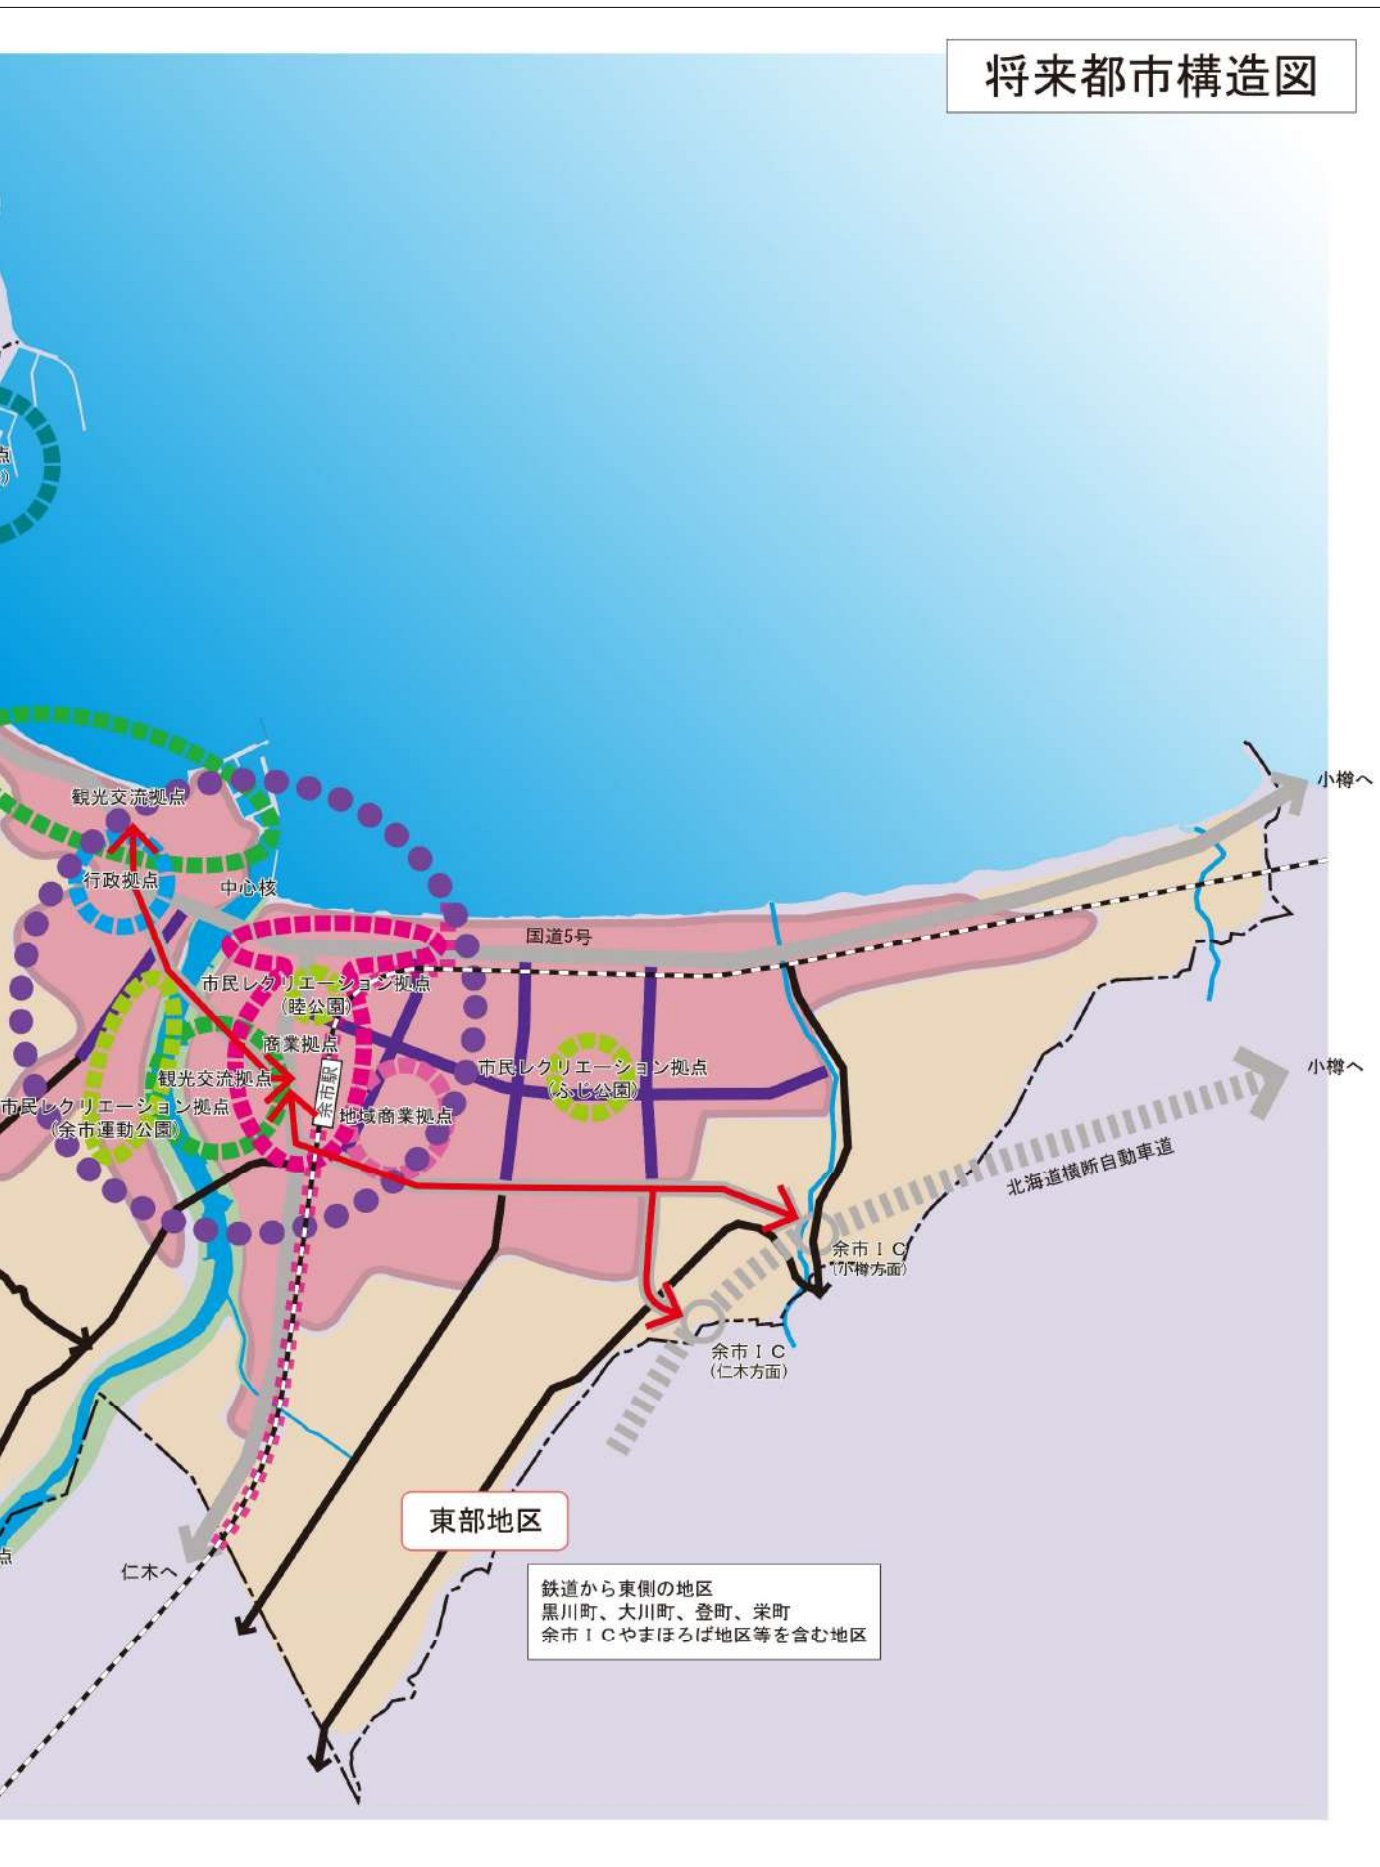 将来都市構造図
点
小樽へ
観光交流拠点
行政拠点
中心核
国道5号
市民レクリエーション拠点
(睦公園)
商業拠点
観光交流拠点
余市駅
市民レクリエーション拠点
(ふじ公園)
小樽へ
市民レクリエーション拠点
(余市運動公園)
地域商業拠点
北海道横断自動車道
余市IC
(小樽方面)
余市IC
(仁木方面)
東部地区
点
仁木へ
鉄道から東側の地区
黒川町、大川町、登町、栄町
余市ICやまほろば地区等を含む地区